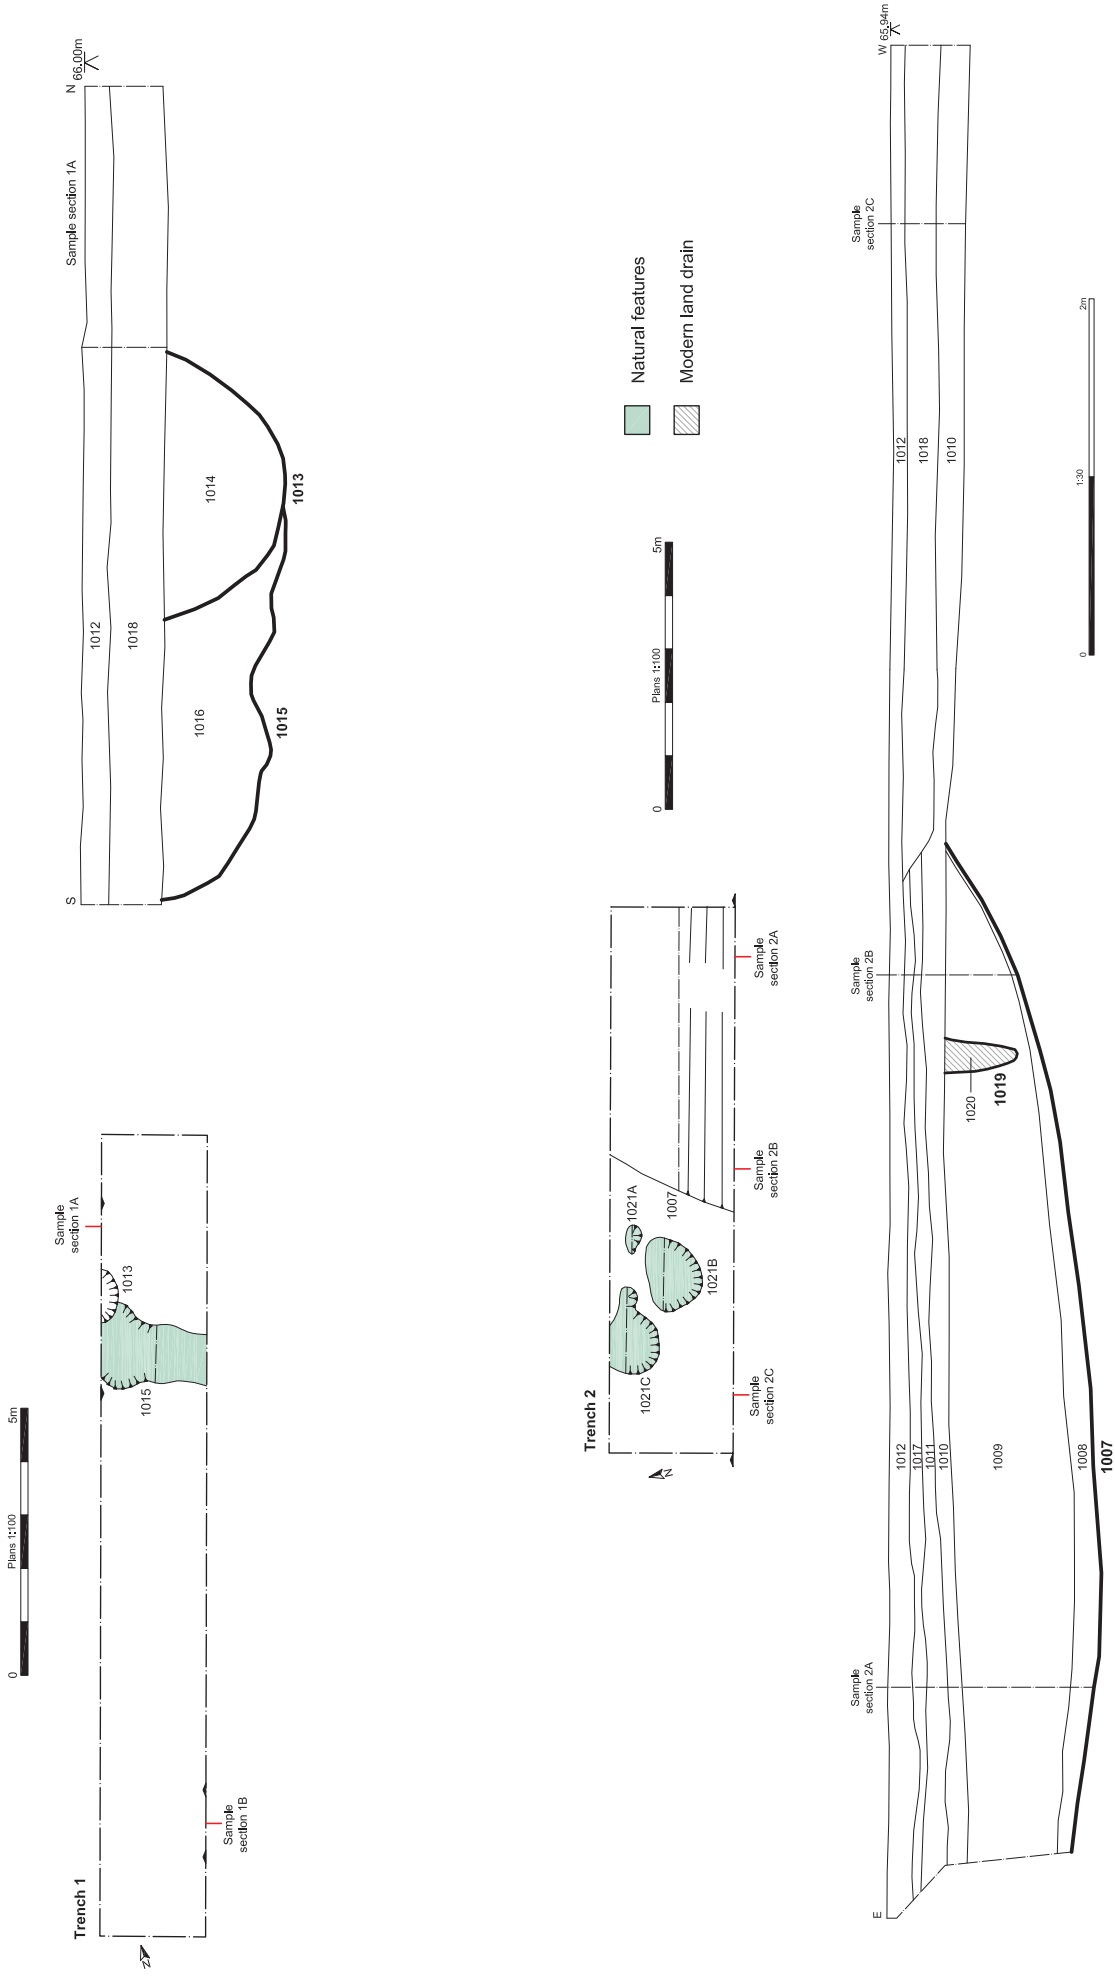 Trench 1
N
Plans 1:100
0
5m
Sample
section 1B
Sample
section 1A
1015
1013
S
N
66.00m
Sample section 1A
1012
1018
1016
1014
1015
1013
Trench 2
N
1021C
1021A
1021B
1007
Sample
section 2C
Sample
section 2B
Sample
section 2A
Plans 1:100
0
5m
Natural features
Modern land drain
E
W
65.94m
Sample
section 2A
Sample
section 2B
Sample
section 2C
1012
1017
1011
1010
1009
1008
1007
1020
1019
1012
1018
1010
0
1:30
2m